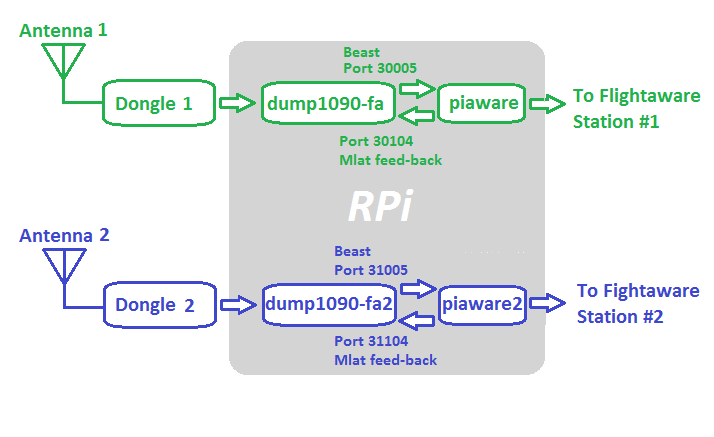 Antenna 1
Beast
Port 30005
Dongle 1
dump1090-fa
piaware
To Flightaware
Station #1
Port 30104
Mlat feed-back
RPi
Antenna 2
Beast
Port 31005
Dongle 2
dump1090-fa2
piaware2
To Fightaware
Station #2
Port 31104
Mlat feed-back